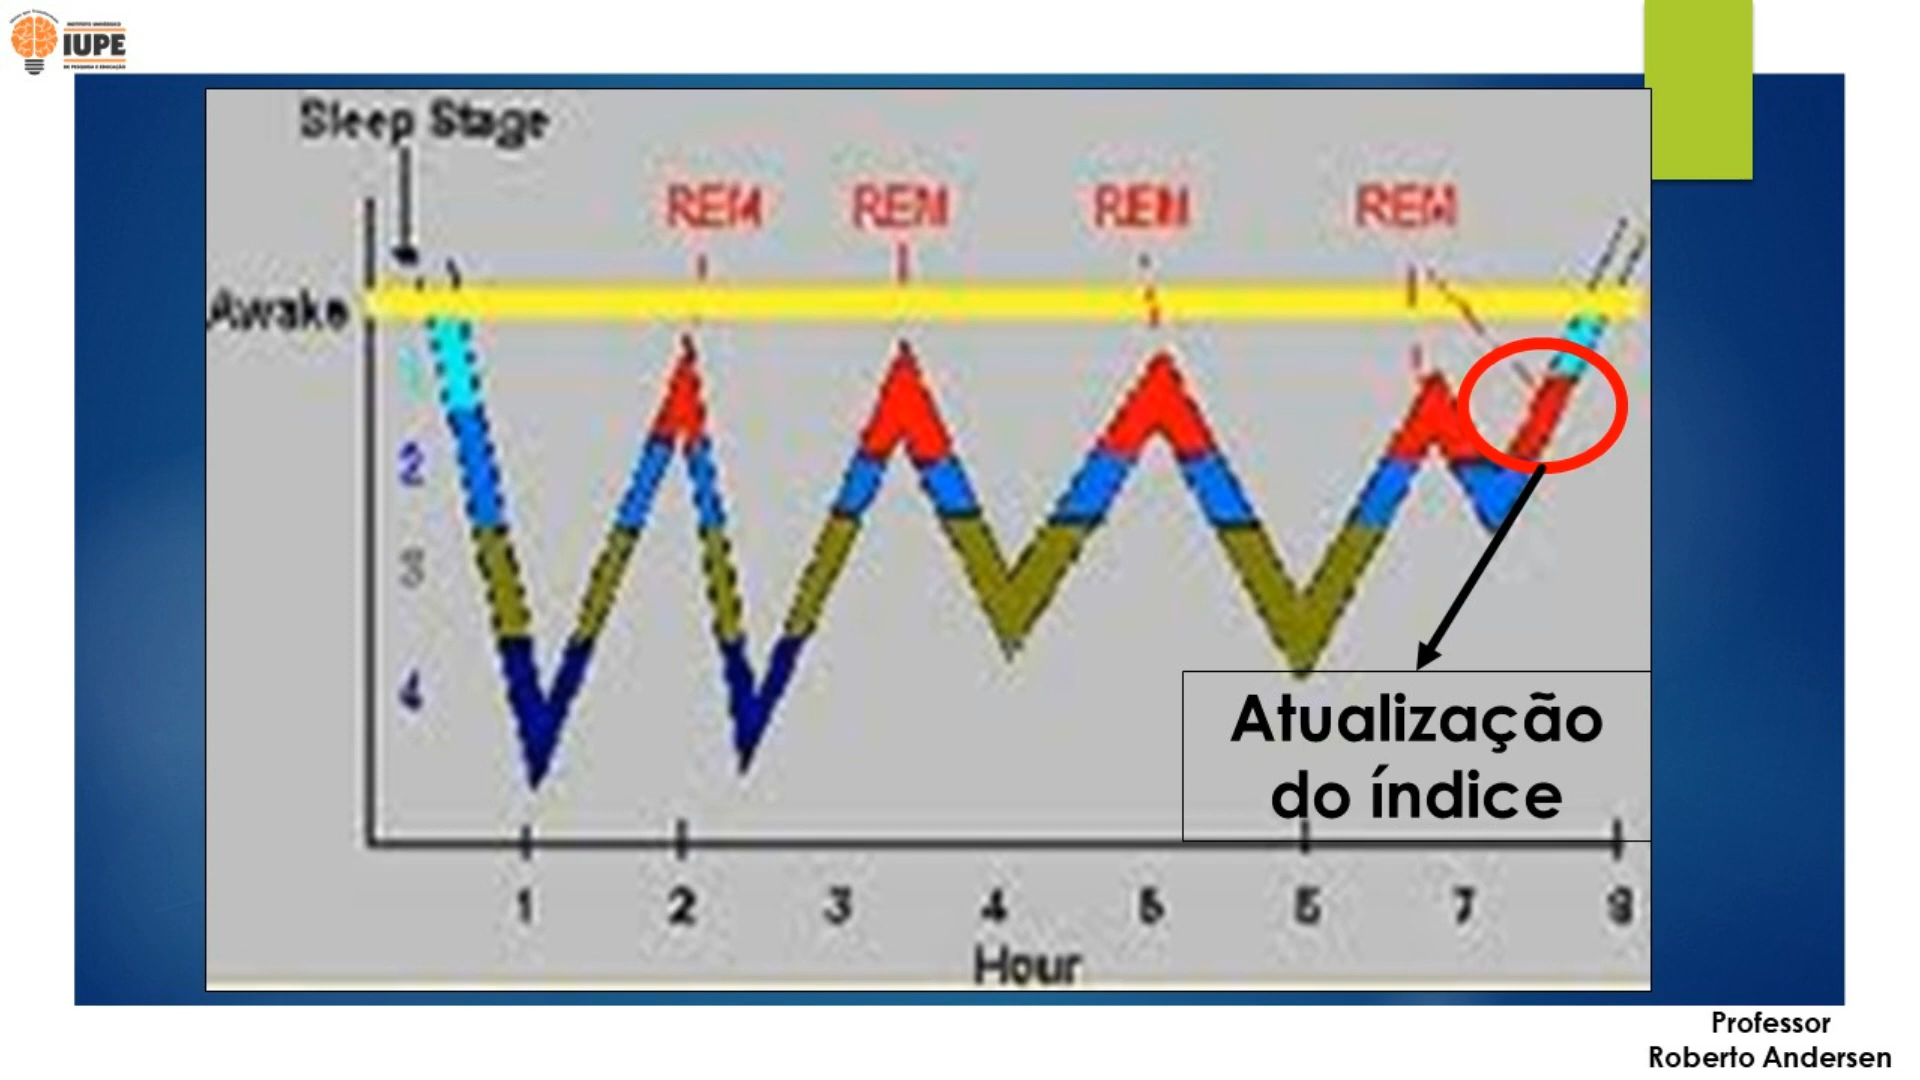 IUPE
Sleep Stage
REM REM REM REM
Awake
1
2
3
4
Atualização
do índice
1 2 3 4 5 6 7 8
Hour
Professor
Roberto Andersen